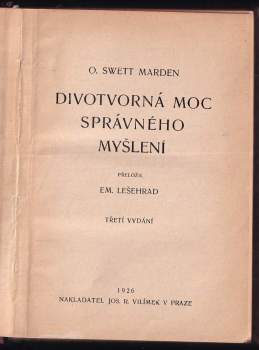 O. SWETT MARDEN
DIVOTVORNÁ MOC
SPRÁVNÉHO
MYŠLENÍ
PŘELOŽIL
EM. LEŠEHRAD
TŘETÍ VYDÁNÍ
1926
NAKLADATEL JOS. R. VILÍMEK V PRAZE